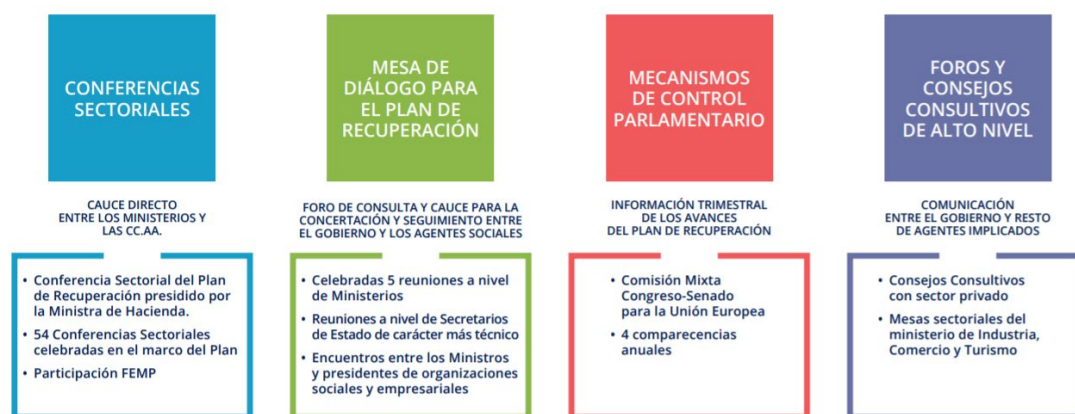 CONFERENCIAS
SECTORIALES
CAUCE DIRECTO
ENTRE LOS MINISTERIOS Y
LAS CC.AA.
• Conferencia Sectorial del Plan
de Recuperación presidido por
la Ministra de Hacienda.
• 54 Conferencias Sectoriales
celebradas en el marco del Plan
• Participación FEMP
MESA DE
DIÁLOGO PARA
EL PLAN DE
RECUPERACIÓN
FORO DE CONSULTA Y CAUCE PARA LA
CONCERTACIÓN Y SEGUIMIENTO ENTRE
EL GOBIERNO Y LOS AGENTES SOCIALES
• Celebradas 5 reuniones a nivel
de Ministerios
• Reuniones a nivel de Secretarios
de Estado de carácter más técnico
• Encuentros entre los Ministros
y presidentes de organizaciones
sociales y empresariales
MECANISMOS
DE CONTROL
PARLAMENTARIO
INFORMACIÓN TRIMESTRAL
DE LOS AVANCES
DEL PLAN DE RECUPERACIÓN
• Comisión Mixta
Congreso-Senado
para la Unión Europea
• 4 comparecencias
anuales
FOROS Y
CONSEJOS
CONSULTIVOS
DE ALTO NIVEL
COMUNICACIÓN
ENTRE EL GOBIERNO Y RESTO
DE AGENTES IMPLICADOS
• Consejos Consultivos
con sector privado
• Mesas sectoriales del
ministerio de Industria,
Comercio y Turismo